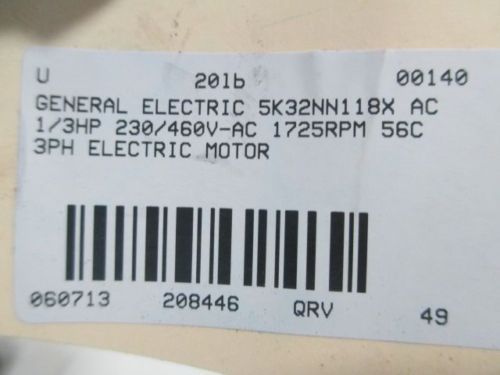 U 20lb 00140
GENERAL ELECTRIC 5K32NN118X AC
1/3HP 230/460V-AC 1725RPM 56C
3PH ELECTRIC MOTOR
060713 208446 QRV 49